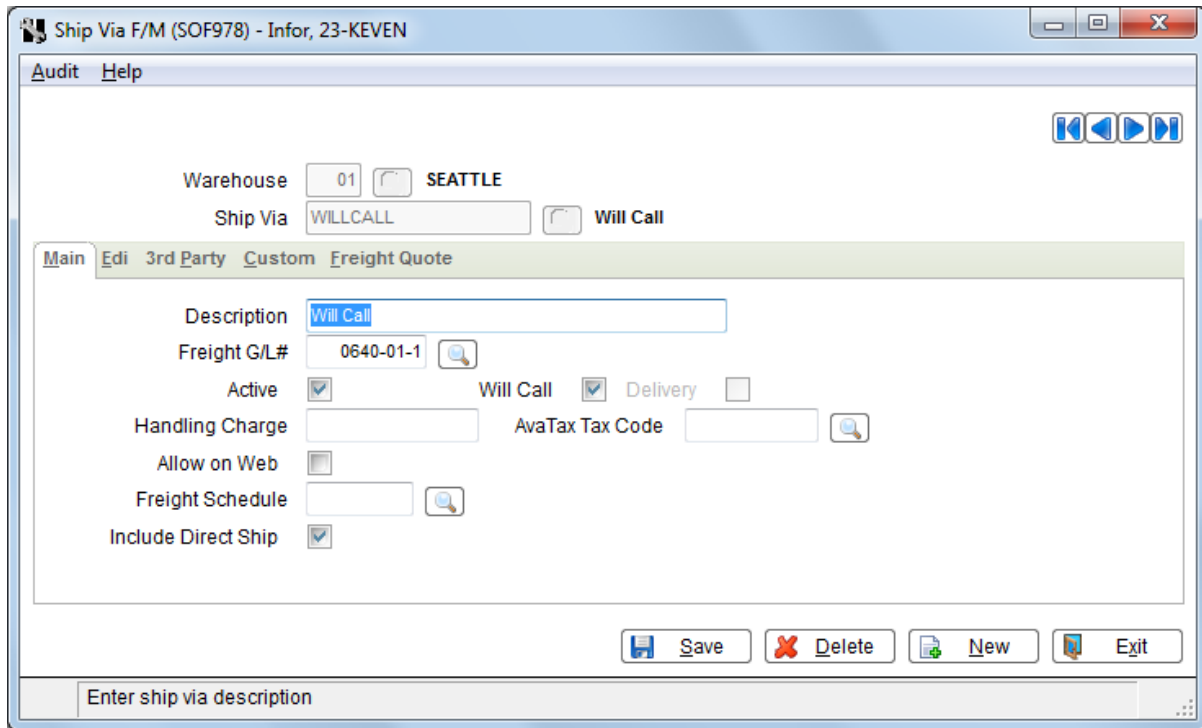 Ship Via F/M (SOF978) - Infor, 23-KEVEN
Audit Help
Warehouse 01 SEATTLE
Ship Via WILLCALL Will Call
Main Edi 3rd Party Custom Freight Quote
Description Will Call
Freight G/L# 0640-01-1
Active Will Call Delivery
Handling Charge AvaTax Tax Code
Allow on Web
Freight Schedule
Include Direct Ship
Save Delete New Exit
Enter ship via description